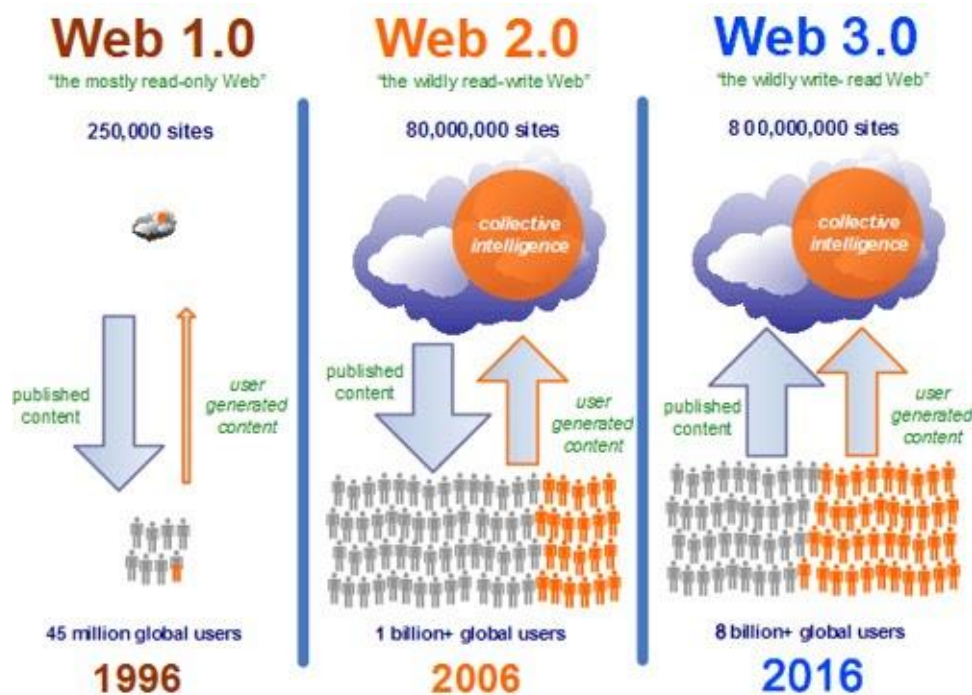 Web 1.0
"the mostly read-only Web"
250,000 sites
published
content
user
generated
content
45 million global users
1996
Web 2.0
"the wildly read-write Web"
80,000,000 sites
collective
intelligence
published
content
user
generated
content
1 billion+ global users
2006
Web 3.0
"the wildly write- read Web"
800,000,000 sites
collective
intelligence
published
content
user
generated
content
8 billion+ global users
2016